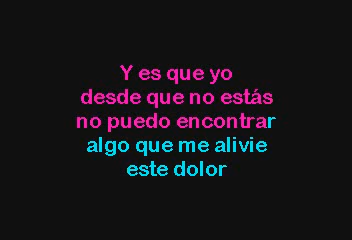 Y es que yo
desde que no estás
no puedo encontrar
algo que me alivie
este dolor